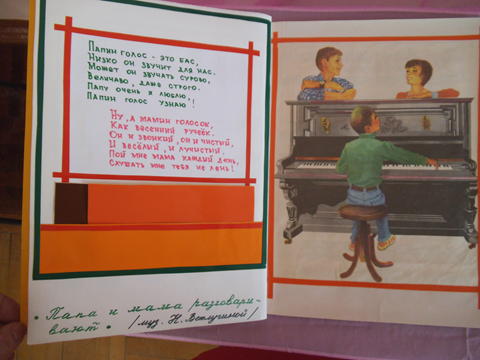 Папин голос - это бас,
Низко он звучит для нас.
Может он звучать сурово,
Величаво, даже строго.
Папу очень я люблю,
Папин голос узнаю!
Ну, а мамин голосок,
Как весенний ручеёк.
Он и звонкий, он и чистый,
И весёлый, и лучистый,
Пой мне мама каждый день,
Слушать мне тебя не лень!
• Папа и мама разговари-
вают • /муз. Н. Ветлугиной/